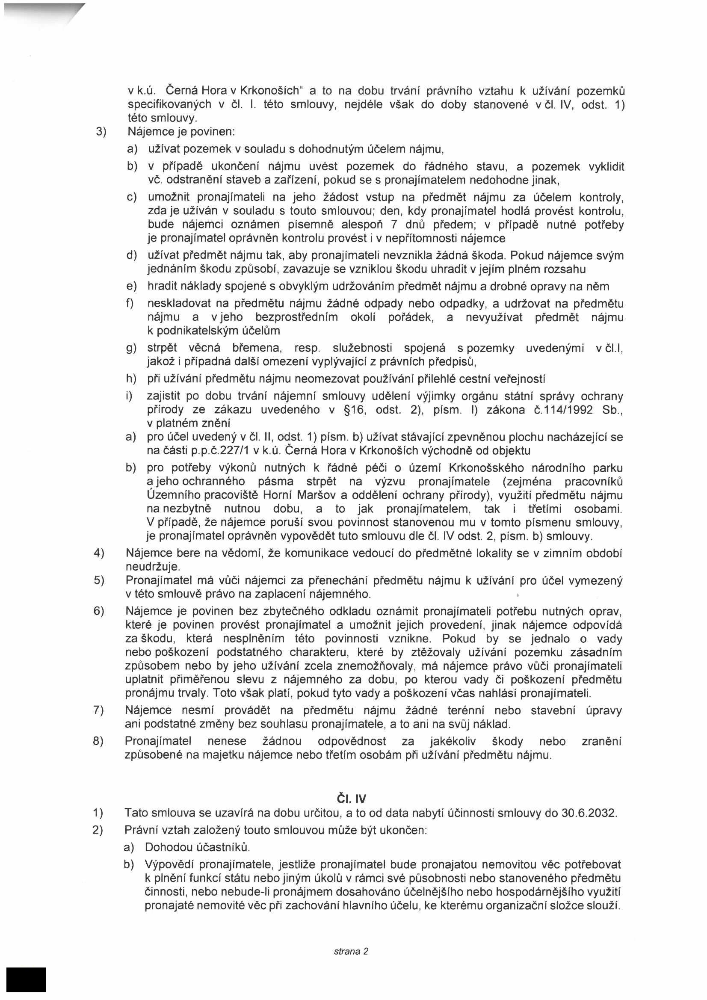 v k.ú. Černá Hora v Krkonoších“ a to na dobu trvání právního vztahu k užívání pozemků
specifikovaných v čl. I. této smlouvy, nejdéle však do doby stanovené v čl. IV, odst. 1)
této smlouvy.
3) Nájemce je povinen:
a) užívat pozemek v souladu s dohodnutým účelem nájmu,
b) v případě ukončení nájmu uvést pozemek do řádného stavu, a pozemek vyklidit
vč. odstranění staveb a zařízení, pokud se s pronajímatelem nedohodne jinak,
c) umožnit pronajímateli na jeho žádost vstup na předmět nájmu za účelem kontroly,
zda je užíván v souladu s touto smlouvou; den, kdy pronajímatel hodlá provést kontrolu,
bude nájemci oznámen písemně alespoň 7 dnů předem; v případě nutné potřeby
je pronajímatel oprávněn kontrolu provést i v nepřítomnosti nájemce
d) užívat předmět nájmu tak, aby pronajímateli nevznikla žádná škoda. Pokud nájemce svým
jednáním škodu způsobí, zavazuje se vzniklou škodu uhradit v jejím plném rozsahu
e) hradit náklady spojené s obvyklým udržováním předmět nájmu a drobné opravy na něm
f) neskladovat na předmětu nájmu žádné odpady nebo odpadky, a udržovat na předmětu
nájmu a v jeho bezprostředním okolí pořádek, a nevyužívat předmět nájmu
k podnikatelským účelům
g) strpět věcná břemena, resp. služebnosti spojená s pozemky uvedenými v čl.I,
jakož i případná další omezení vyplývající z právních předpisů,
h) při užívání předmětu nájmu neomezovat používání přilehlé cestní veřejností
i) zajistit po dobu trvání nájemní smlouvy udělení výjimky orgánu státní správy ochrany
přírody ze zákazu uvedeného v §16, odst. 2), písm. l) zákona č.114/1992 Sb.,
v platném znění
a) pro účel uvedený v čl. II, odst. 1) písm. b) užívat stávající zpevněnou plochu nacházející se
na části p.p.č.227/1 v k.ú. Černá Hora v Krkonoších východně od objektu
b) pro potřeby výkonů nutných k řádné péči o území Krkonošského národního parku
a jeho ochranného pásma strpět na výzvu pronajímatele (zejména pracovníků
Územního pracoviště Horní Maršov a oddělení ochrany přírody), využití předmětu nájmu
na nezbytně nutnou dobu, a to jak pronajímatelem, tak i třetími osobami.
V případě, že nájemce poruší svou povinnost stanovenou mu v tomto písmenu smlouvy,
je pronajímatel oprávněn vypovědět tuto smlouvu dle čl. IV odst. 2, písm. b) smlouvy.
4) Nájemce bere na vědomí, že komunikace vedoucí do předmětné lokality se v zimním období
neudržuje.
5) Pronajímatel má vůči nájemci za přenechání předmětu nájmu k užívání pro účel vymezený
v této smlouvě právo na zaplacení nájemného.
6) Nájemce je povinen bez zbytečného odkladu oznámit pronajímateli potřebu nutných oprav,
které je povinen provést pronajímatel a umožnit jejich provedení, jinak nájemce odpovídá
za škodu, která nesplněním této povinnosti vznikne. Pokud by se jednalo o vady
nebo poškození podstatného charakteru, které by ztěžovaly užívání pozemku zásadním
způsobem nebo by jeho užívání zcela znemožňovaly, má nájemce právo vůči pronajímateli
uplatnit přiměřenou slevu z nájemného za dobu, po kterou vady či poškození předmětu
pronájmu trvaly. Toto však platí, pokud tyto vady a poškození včas nahlásí pronajímateli.
7) Nájemce nesmí provádět na předmětu nájmu žádné terénní nebo stavební úpravy
ani podstatné změny bez souhlasu pronajímatele, a to ani na svůj náklad.
8) Pronajímatel nenese žádnou odpovědnost za jakékoliv škody nebo zranění
způsobené na majetku nájemce nebo třetím osobám při užívání předmětu nájmu.
Čl. IV
1) Tato smlouva se uzavírá na dobu určitou, a to od data nabytí účinnosti smlouvy do 30.6.2032.
2) Právní vztah založený touto smlouvou může být ukončen:
a) Dohodou účastníků.
b) Výpovědí pronajímatele, jestliže pronajímatel bude pronajatou nemovitou věc potřebovat
k plnění funkcí státu nebo jiným úkolů v rámci své působnosti nebo stanoveného předmětu
činnosti, nebo nebude-li pronájmem dosahováno účelnějšího nebo hospodárnějšího využití
pronajaté nemovité věc při zachování hlavního účelu, ke kterému organizační složce slouží.
strana 2